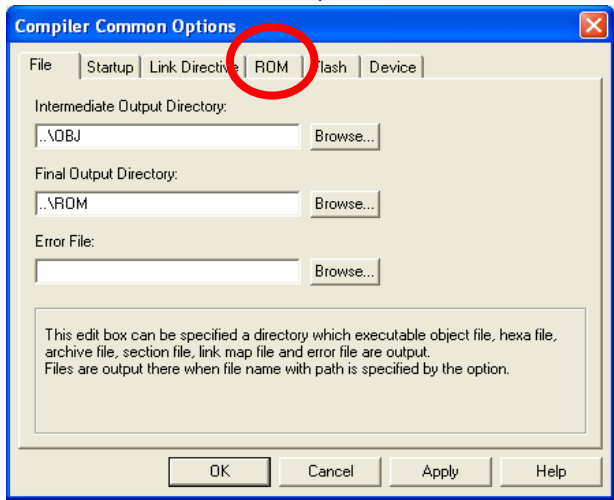 Compiler Common Options
File Startup Link Directive ROM Flash Device
Intermediate Output Directory:
..\OBJ Browse...
Final Output Directory:
..\ROM Browse...
Error File:
Browse...
This edit box can be specified a directory which executable object file, hexa file,
archive file, section file, link map file and error file are output.
Files are output there when file name with path is specified by the option.
OK Cancel Apply Help